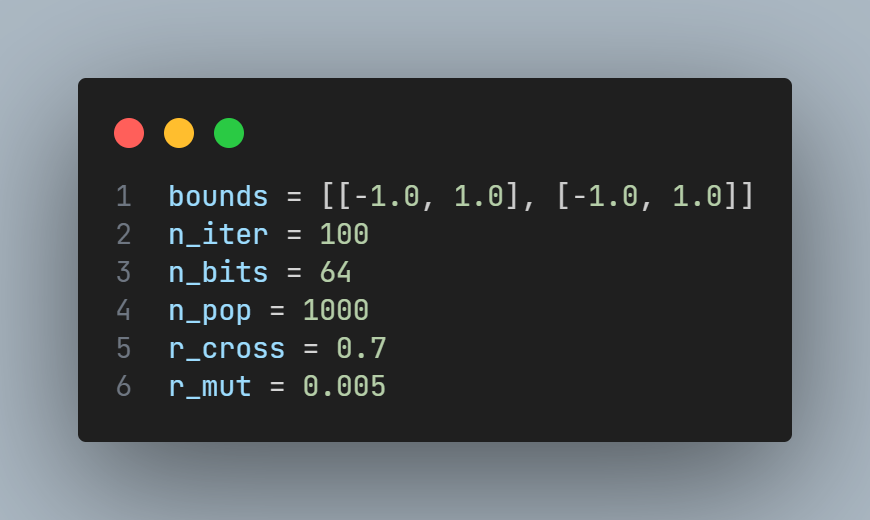 1 bounds = [[-1.0, 1.0], [-1.0, 1.0]]
2 n_iter = 100
3 n_bits = 64
4 n_pop = 1000
5 r_cross = 0.7
6 r_mut = 0.005